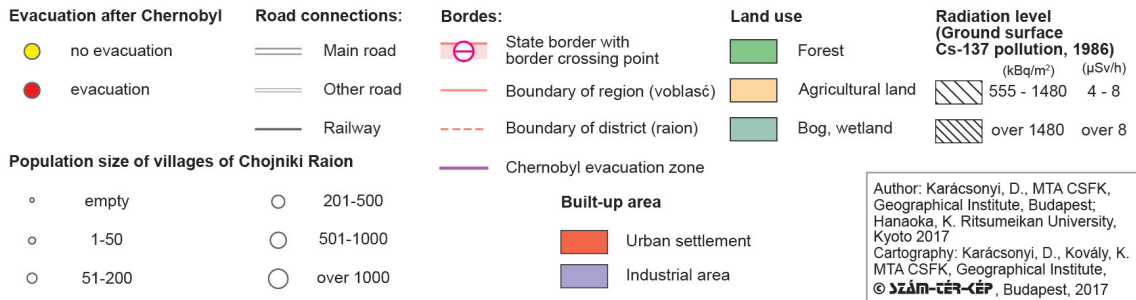 Evacuation after Chernobyl
no evacuation
evacuation
Road connections:
Main road
Other road
Railway
Bordes:
State border with
border crossing point
Boundary of region (voblasć)
Boundary of district (raion)
Chernobyl evacuation zone
Land use
Forest
Agricultural land
Bog, wetland
Radiation level
(Ground surface
Cs-137 pollution, 1986)
(kBq/m²) (µSv/h)
555 - 1480 4 - 8
over 1480 over 8
Population size of villages of Chojniki Raion
empty
1-50
51-200
201-500
501-1000
over 1000
Built-up area
Urban settlement
Industrial area
Author: Karácsonyi, D., MTA CSFK,
Geographical Institute, Budapest;
Hanaoka, K. Ritsumeikan University,
Kyoto 2017
Cartography: Karácsonyi, D., Kovály, K.
MTA CSFK, Geographical Institute,
© SZÁM-TÉR-KÉP, Budapest, 2017